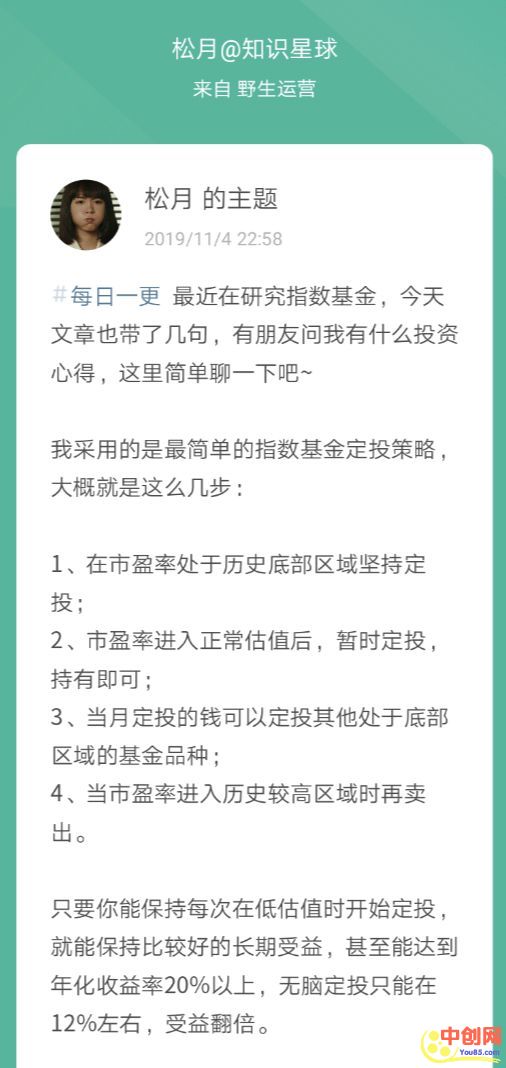 松月@知识星球
来自 野生运营
松月 的主题
2019/11/4 22:58
#每日一更 最近在研究指数基金，今天
文章也带了几句，有朋友问我有什么投资
心得，这里简单聊一下吧~
我采用的是最简单的指数基金定投策略，
大概就是这么几步：
1、在市盈率处于历史底部区域坚持定
投；
2、市盈率进入正常估值后，暂时定投，
持有即可；
3、当月定投的钱可以定投其他处于底部
区域的基金品种；
4、当市盈率进入历史较高区域时再卖
出。
只要你能保持每次在低估值时开始定投，
就能保持比较好的长期受益，甚至能达到
年化收益率20%以上，无脑定投只能在
12%左右，受益翻倍。
中创网
You85.com